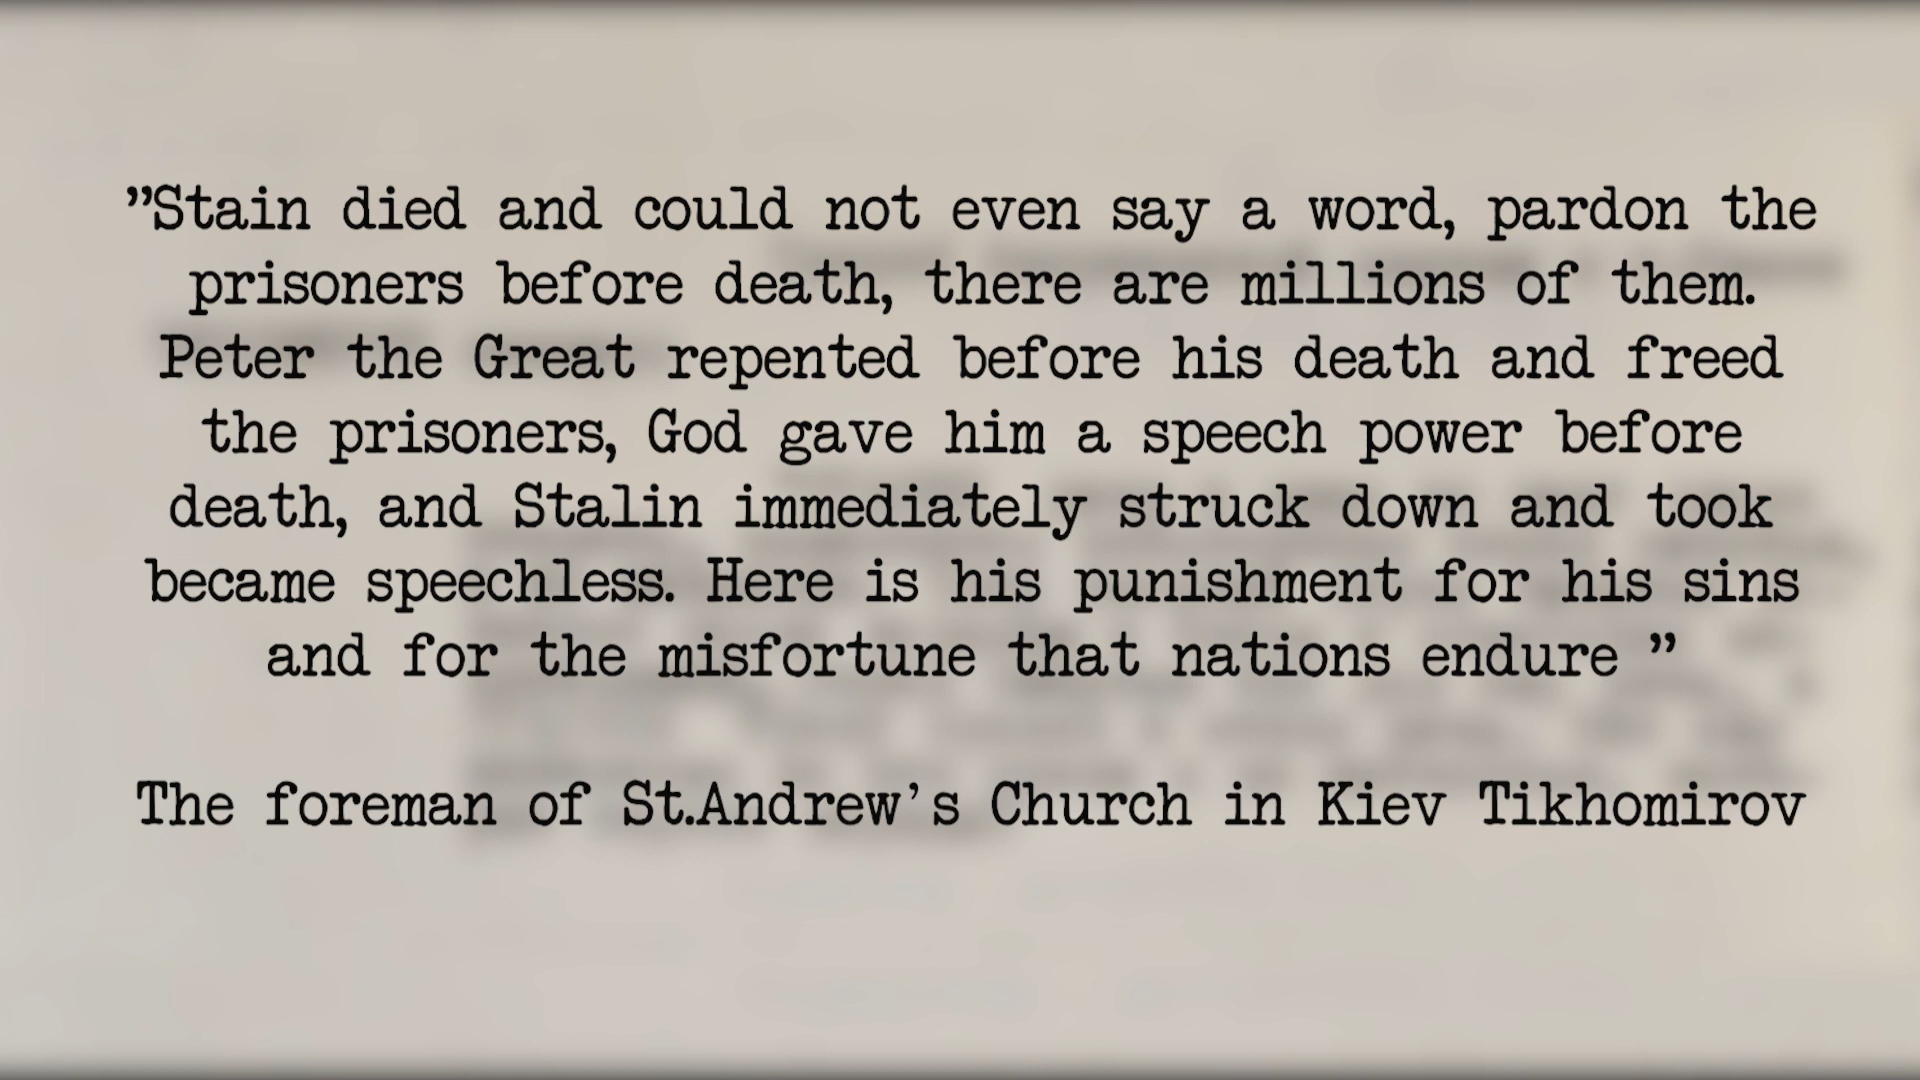 ”Stain died and could not even say a word, pardon the
prisoners before death, there are millions of them.
Peter the Great repented before his death and freed
the prisoners, God gave him a speech power before
death, and Stalin immediately struck down and took
became speechless. Here is his punishment for his sins
and for the misfortune that nations endure ”
The foreman of St.Andrew’s Church in Kiev Tikhomirov